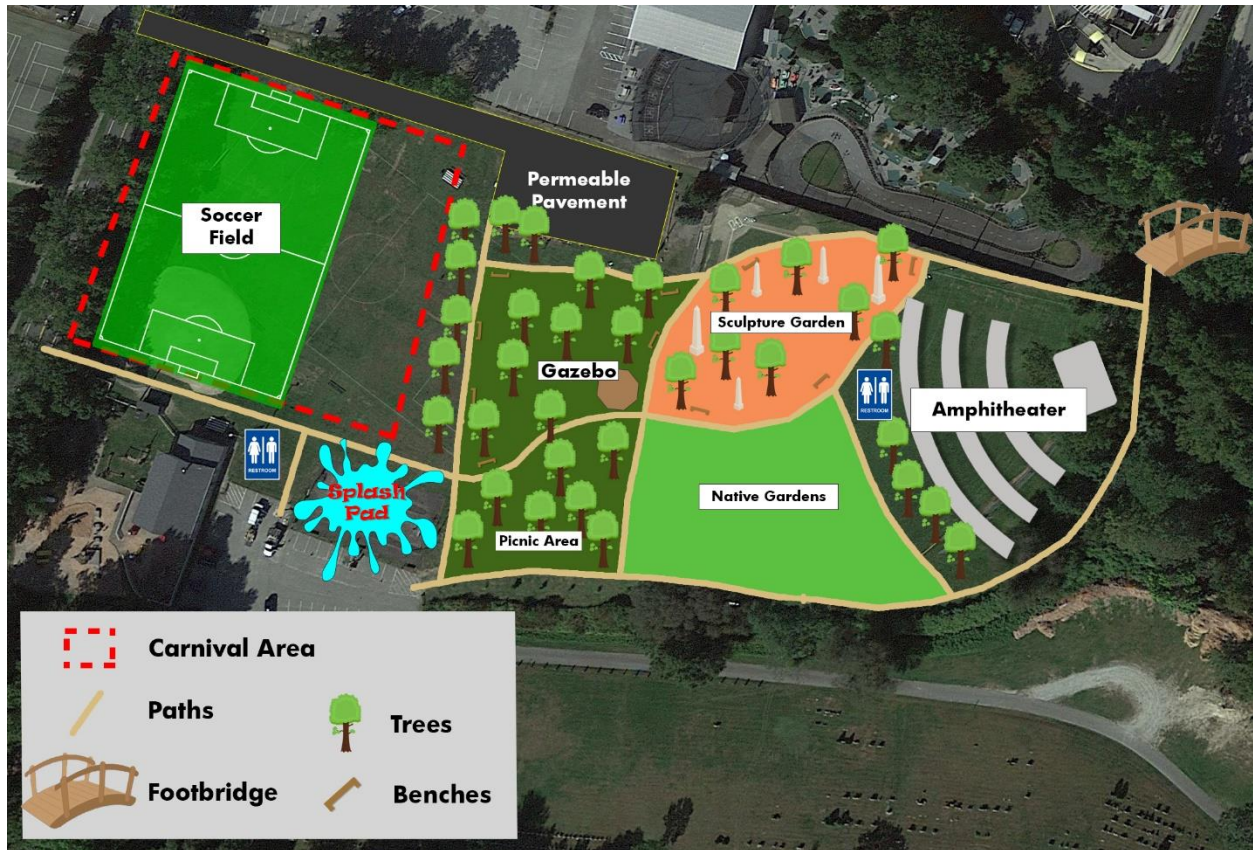 Permeable
Pavement
Soccer
Field
Sculpture Garden
Gazebo
Amphitheater
RESTROOM
RESTROOM
Splash
Pad
Native Gardens
Picnic Area
Carnival Area
Paths
Trees
Footbridge
Benches